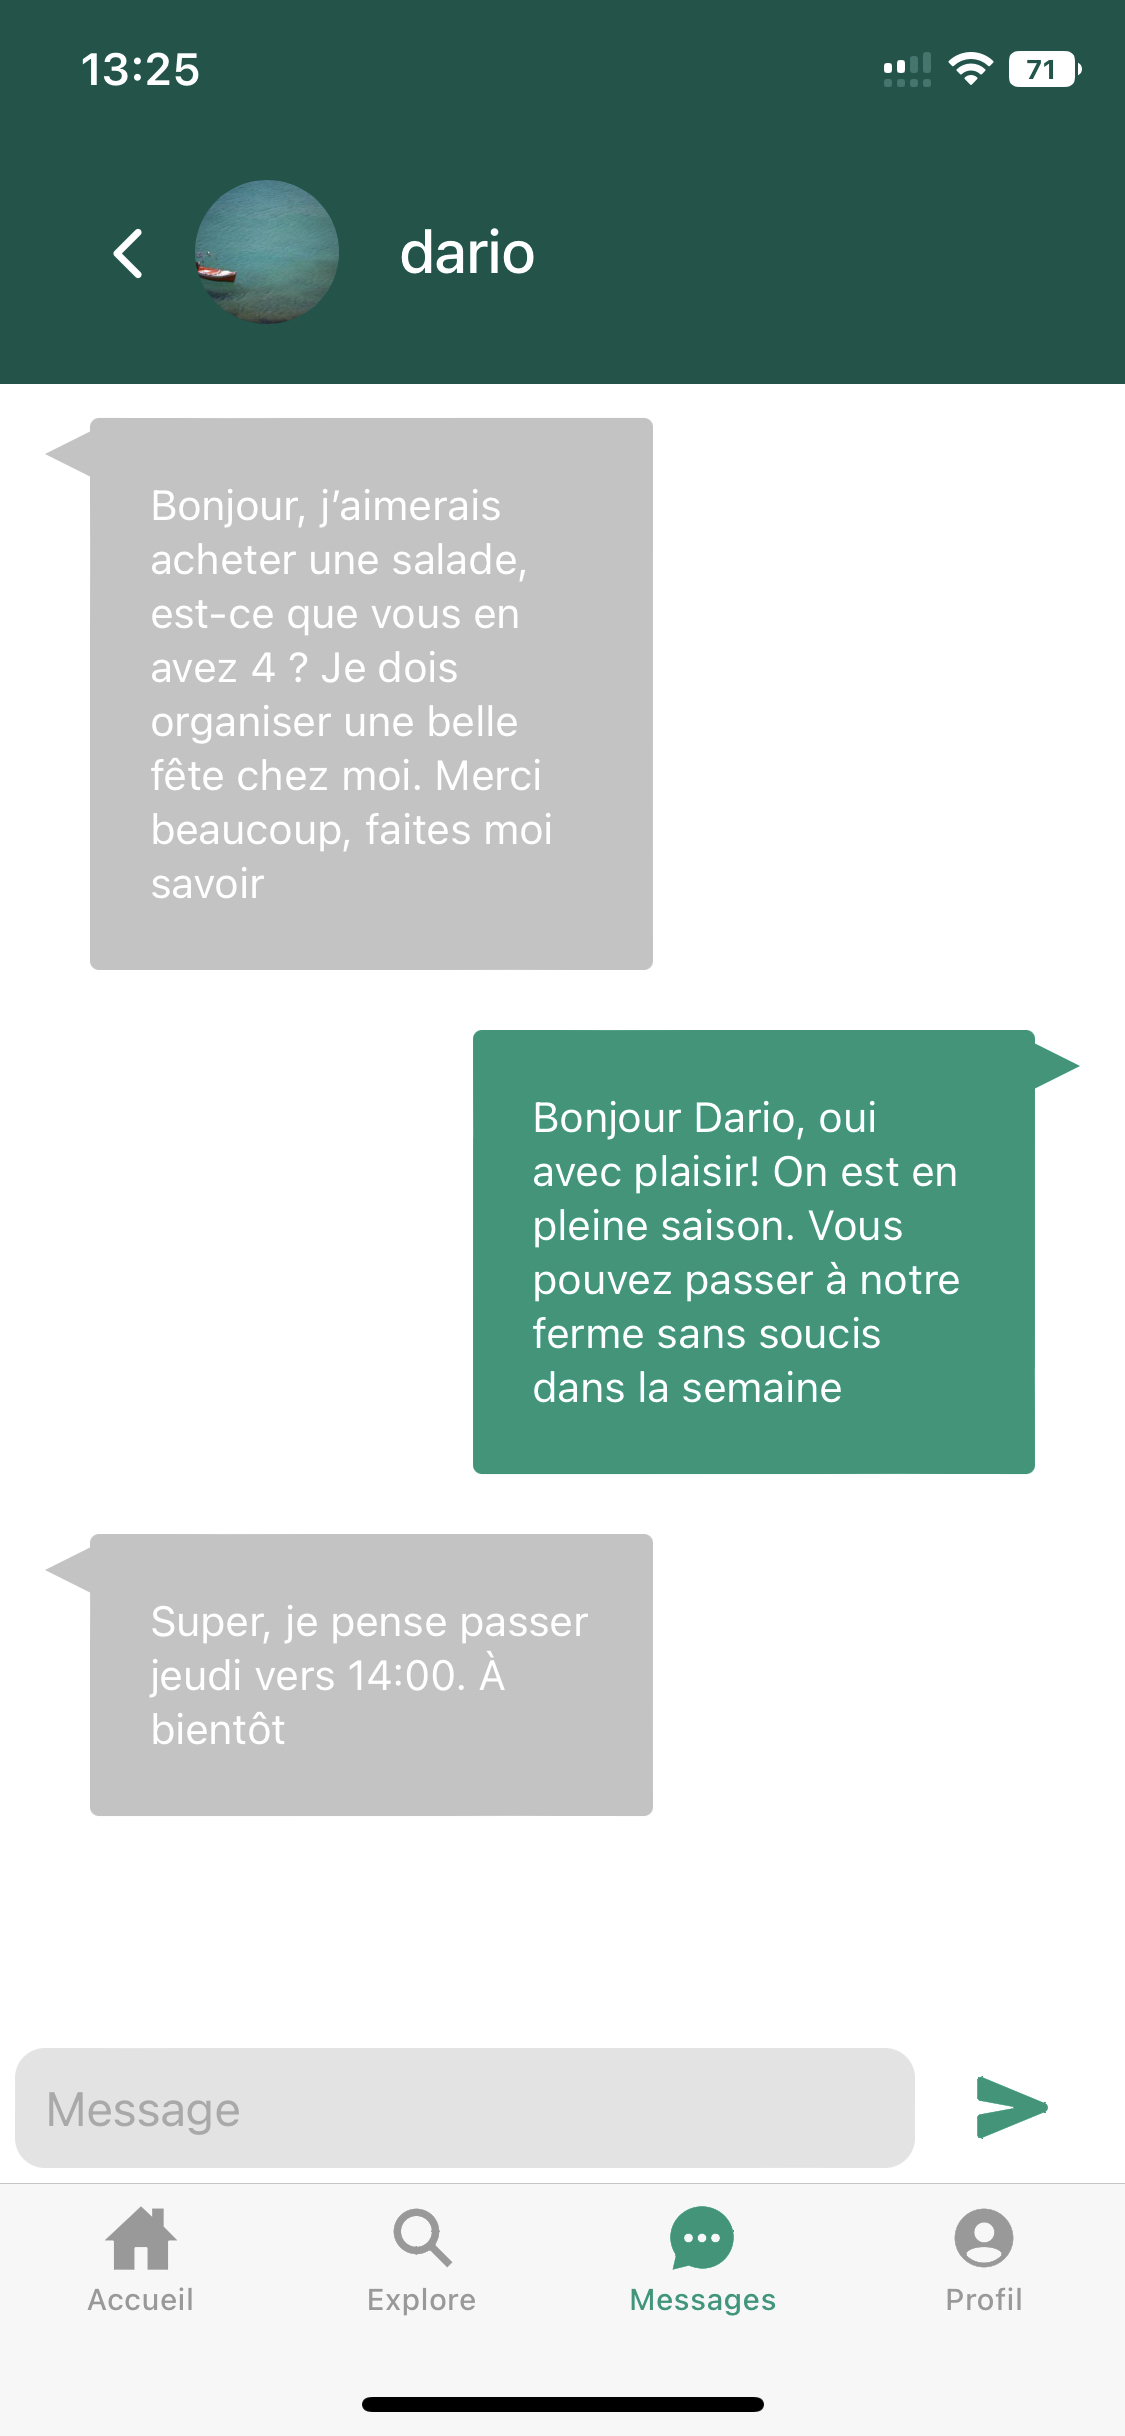 13:25
71
dario
Bonjour, j’aimerais
acheter une salade,
est-ce que vous en
avez 4 ? Je dois
organiser une belle
fête chez moi. Merci
beaucoup, faites moi
savoir
Bonjour Dario, oui
avec plaisir! On est en
pleine saison. Vous
pouvez passer à notre
ferme sans soucis
dans la semaine
Super, je pense passer
jeudi vers 14:00. À
bientôt
Message
Accueil
Explore
Messages
Profil